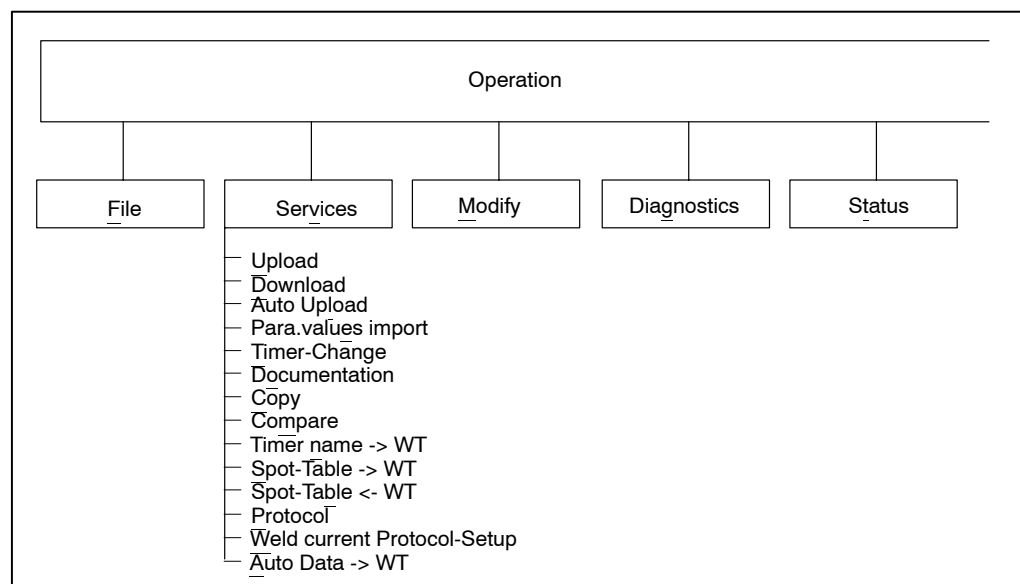 Operation
File
Services
Modify
Diagnostics
Status
Upload
Download
Auto Upload
Para.values import
Timer-Change
Documentation
Copy
Compare
Timer name -> WT
Spot-Table -> WT
Spot-Table <- WT
Protocol
Weld current Protocol-Setup
Auto Data -> WT